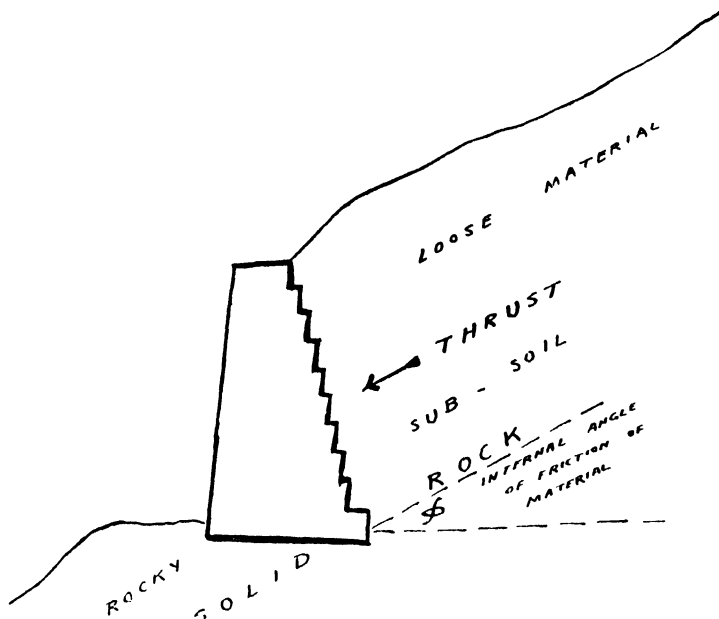 LOOSE MATERIAL
THRUST
SUB - SOIL
ROCK
INTERNAL ANGLE
OF FRICTION OF
MATERIAL
ϕ
ROCKY
SOLID